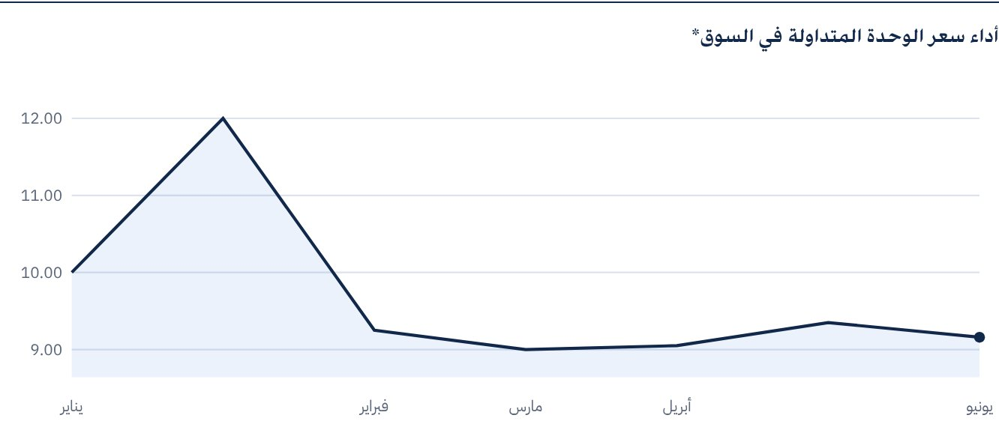 أداء سعر الوحدة المتداولة في السوق*
12.00
11.00
10.00
9.00
يناير فبراير مارس أبريل يونيو